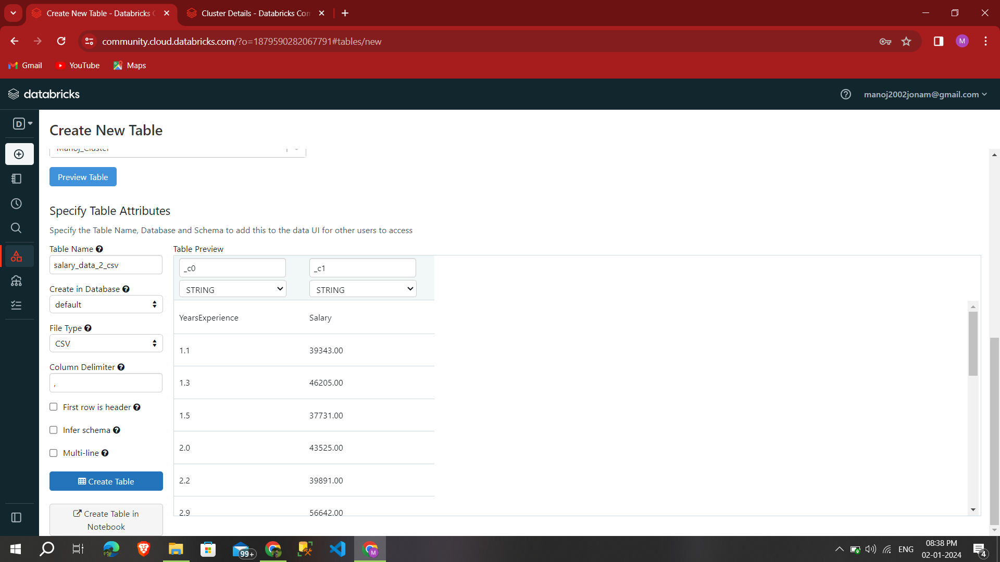 Create New Table - Databricks C
Cluster Details - Databricks Con
community.cloud.databricks.com/?o=1879590282067791#tables/new
M
Gmail
YouTube
Maps
databricks
manoj2002jonam@gmail.com
D
Create New Table
Manoj_Cluster
Preview Table
Specify Table Attributes
Specify the Table Name, Database and Schema to add this to the data UI for other users to access
Table Name
Table Preview
salary_data_2_csv
_c0
_c1
STRING
STRING
Create in Database
default
File Type
CSV
Column Delimiter
,
First row is header
Infer schema
Multi-line
Create Table
Create Table in
Notebook
YearsExperience Salary
1.1 39343.00
1.3 46205.00
1.5 37731.00
2.0 43525.00
2.2 39891.00
2.9 56642.00
99+
M
ENG
08:38 PM
02-01-2024
4